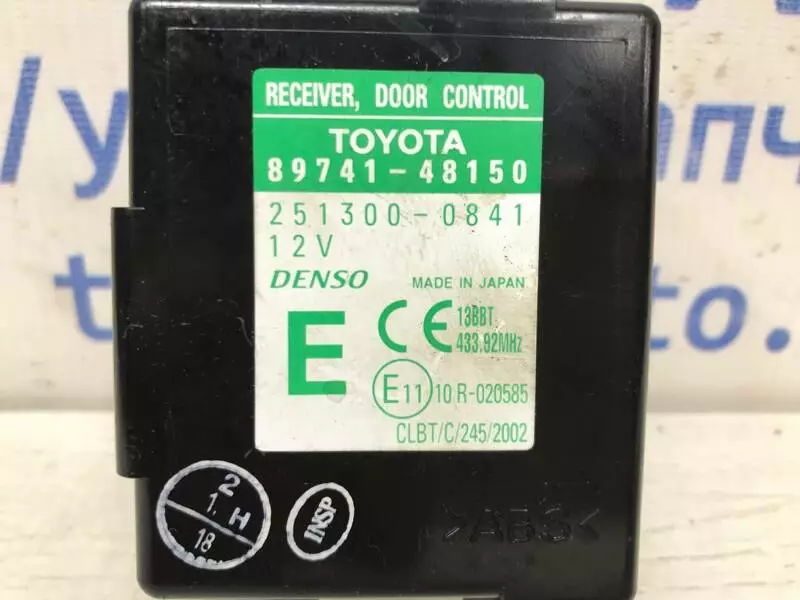 RECEIVER, DOOR CONTROL
TOYOTA
89741-48150
251300-0841
12V
DENSO MADE IN JAPAN
E CE 13BBT
433.92MHz
E11 10 R-020585
CLBT/C/245/2002
2
1. H
18
INSP
>ABS<